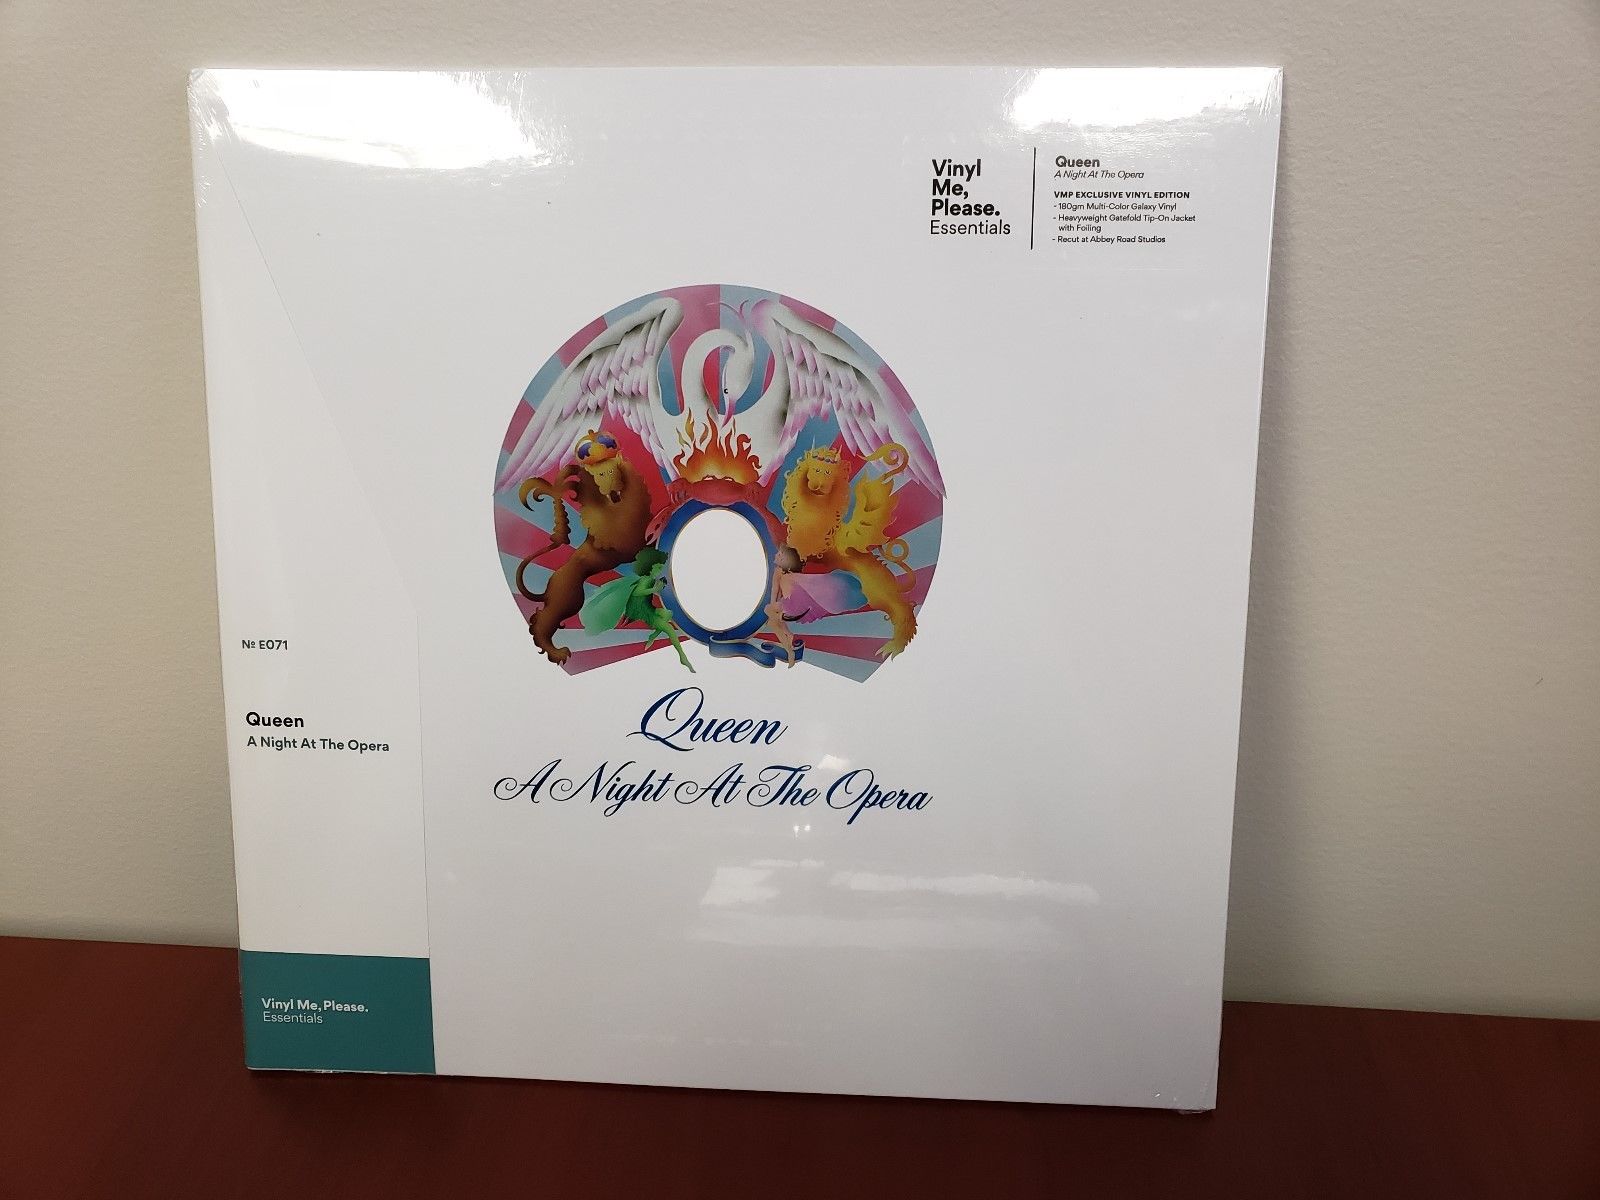 Vinyl
Me,
Please.
Essentials
Queen
A Night At The Opera
VMP EXCLUSIVE VINYL EDITION
- 180gm Multi-Color Galaxy Vinyl
- Heavyweight Gatefold Tip-On Jacket
with Foiling
- Recut at Abbey Road Studios
№ E071
Queen
A Night At The Opera
Queen
A Night At The Opera
Vinyl Me, Please.
Essentials